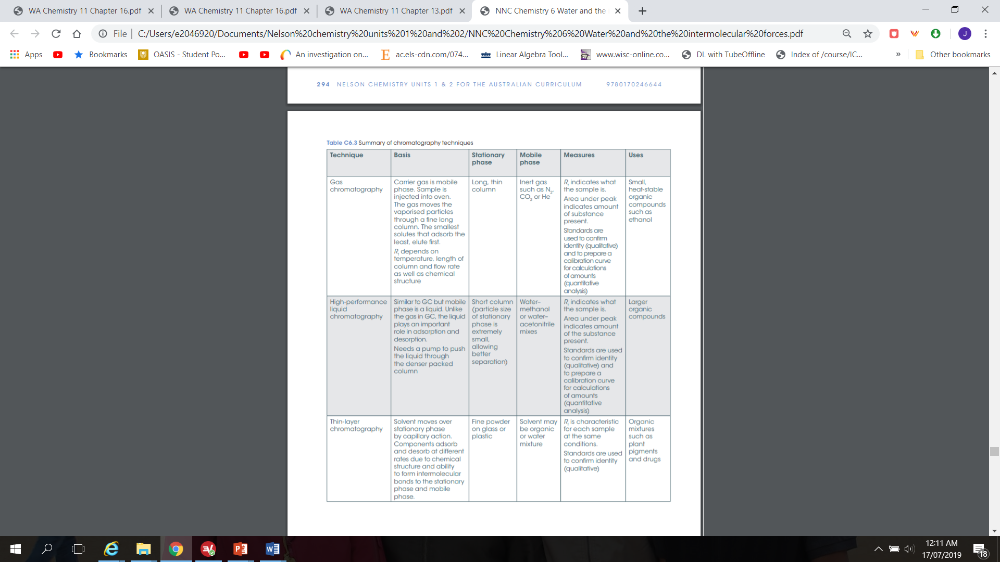 WA Chemistry 11 Chapter 16.pdf
WA Chemistry 11 Chapter 16.pdf
WA Chemistry 11 Chapter 13.pdf
NNC Chemistry 6 Water and the
File
C:/Users/e2046920/Documents/Nelson%20chemistry%20units%201%20and%202/NNC%20Chemistry%206%20Water%20and%20the%20intermolecular%20forces.pdf
J
Apps
Bookmarks
OASIS - Student Po...
An investigation on...
E
ac.els-cdn.com/074...
Linear Algebra Tool...
www.wisc-online.co...
DL with TubeOffline
Index of /course/IC...
»
Other bookmarks
294 NELSON CHEMISTRY UNITS 1 & 2 FOR THE AUSTRALIAN CURRICULUM 9780170246644
Table C6.3 Summary of chromatography techniques
Technique
Basis
Stationary
phase
Mobile
phase
Measures
Uses
Gas
chromatography
Carrier gas is mobile
phase. Sample is
injected into oven.
The gas moves the
vaporised particles
through a fine long
column. The smallest
solutes that adsorb the
least, elute first.
Rt depends on
temperature, length of
column and flow rate
as well as chemical
structure
Long, thin
column
Inert gas
such as N₂,
CO₂ or He
Rt indicates what
the sample is.
Area under peak
indicates amount
of substance
present.
Standards are
used to confirm
identity (qualitative)
and to prepare a
calibration curve
for calculations
of amounts
(quantitative
analysis)
Small,
heat-stable
organic
compounds
such as
ethanol
High-performance
liquid
chromatography
Similar to GC but mobile
phase is a liquid. Unlike
the gas in GC, the liquid
plays an important
role in adsorption and
desorption.
Needs a pump to push
the liquid through
the denser packed
column
Short column
(particle size
of stationary
phase is
extremely
small,
allowing
better
separation)
Water–
methanol
or water–
acetonitrile
mixes
Rt indicates what
the sample is.
Area under peak
indicates amount
of the substance
present.
Standards are used
to confirm identity
(qualitative) and
to prepare a
calibration curve
for calculations
of amounts
(quantitative
analysis)
Larger
organic
compounds
Thin-layer
chromatography
Solvent moves over
stationary phase
by capillary action.
Components adsorb
and desorb at different
rates due to chemical
structure and ability
to form intermolecular
bonds to the stationary
phase and mobile
phase.
Fine powder
on glass or
plastic
Solvent may
be organic
or water
mixture
Rf is characteristic
for each sample
at the same
conditions.
Standards are used
to confirm identity
(qualitative)
Organic
mixtures
such as
plant
pigments
and drugs
12:11 AM
17/07/2019
18